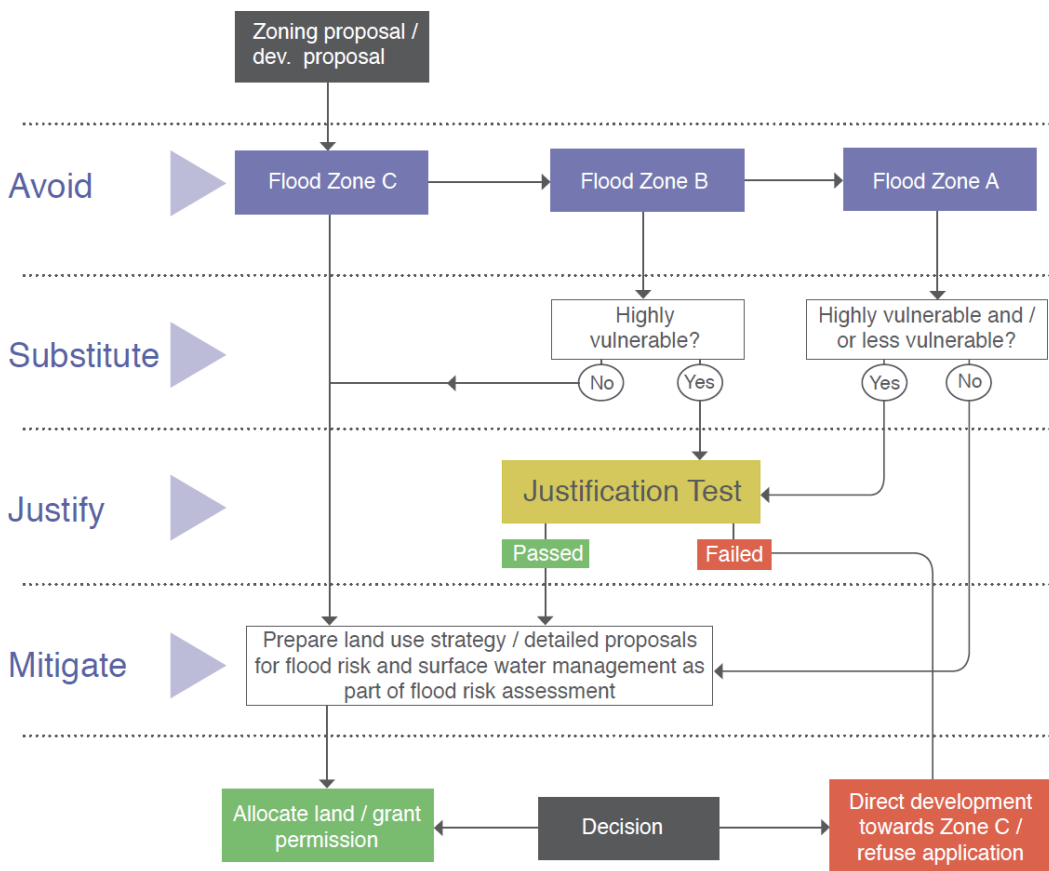 Zoning proposal /
dev. proposal
Avoid
Flood Zone C
Flood Zone B
Flood Zone A
Substitute
Highly
vulnerable?
No
Yes
Highly vulnerable and /
or less vulnerable?
Yes
No
Justify
Justification Test
Passed
Failed
Mitigate
Prepare land use strategy / detailed proposals
for flood risk and surface water management as
part of flood risk assessment
Allocate land / grant
permission
Decision
Direct development
towards Zone C /
refuse application